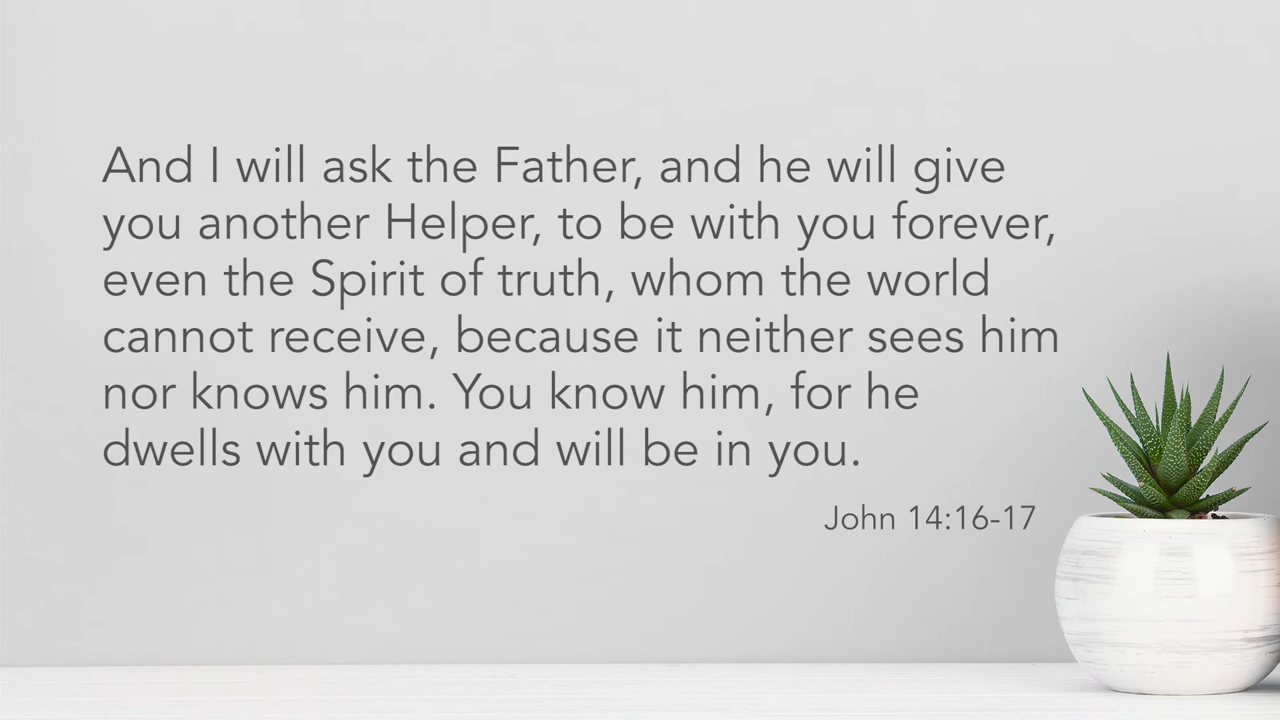 And I will ask the Father, and he will give
you another Helper, to be with you forever,
even the Spirit of truth, whom the world
cannot receive, because it neither sees him
nor knows him. You know him, for he
dwells with you and will be in you.
John 14:16-17